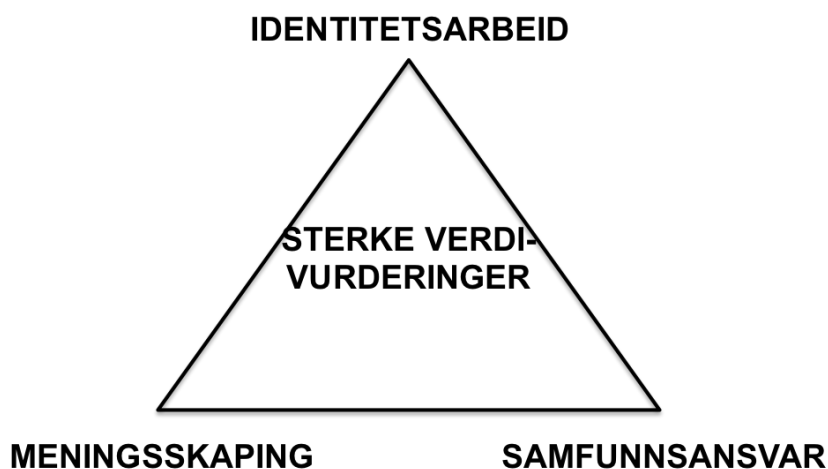 IDENTITETSARBEID
STERKE VERDI-
VURDERINGER
MENINGSSKAPING
SAMFUNNSANSVAR